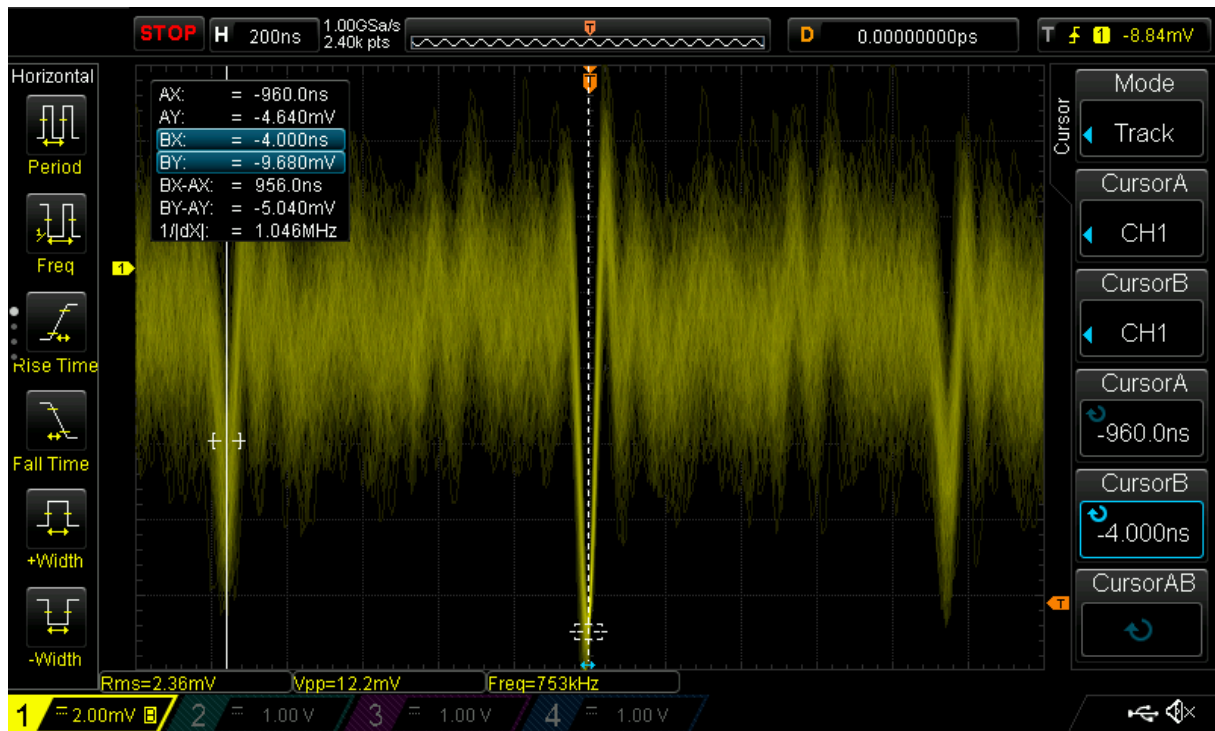 STOP H 200ns 1.00GSa/s 2.40k pts T D 0.00000000ps T 1 -8.84mV
Horizontal
Period
Freq
Rise Time
Fall Time
+Width
-Width
T
AX: = -960.0ns
AY: = -4.640mV
BX: = -4.000ns
BY: = -9.680mV
BX-AX: = 956.0ns
BY-AY: = -5.040mV
1/|dX|: = 1.046MHz
1
T
Cursor
Mode
Track
CursorA
CH1
CursorB
CH1
CursorA
-960.0ns
CursorB
-4.000ns
CursorAB
Rms=2.36mV Vpp=12.2mV Freq=753kHz
1 2.00mV B 2 1.00 V 3 1.00 V 4 1.00 V